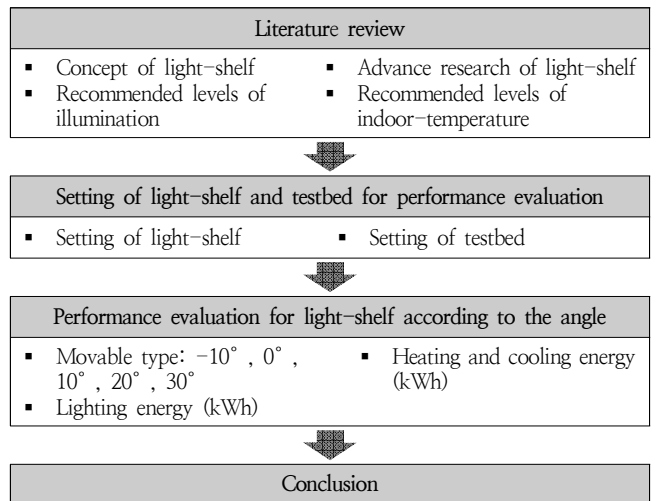 Literature review
▪ Concept of light-shelf
▪ Recommended levels of
illumination
▪ Advance research of light-shelf
▪ Recommended levels of
indoor-temperature
Setting of light-shelf and testbed for performance evaluation
▪ Setting of light-shelf
▪ Setting of testbed
Performance evaluation for light-shelf according to the angle
▪ Movable type: -10° , 0° ,
10° , 20° , 30°
▪ Lighting energy (kWh)
▪ Heating and cooling energy
(kWh)
Conclusion